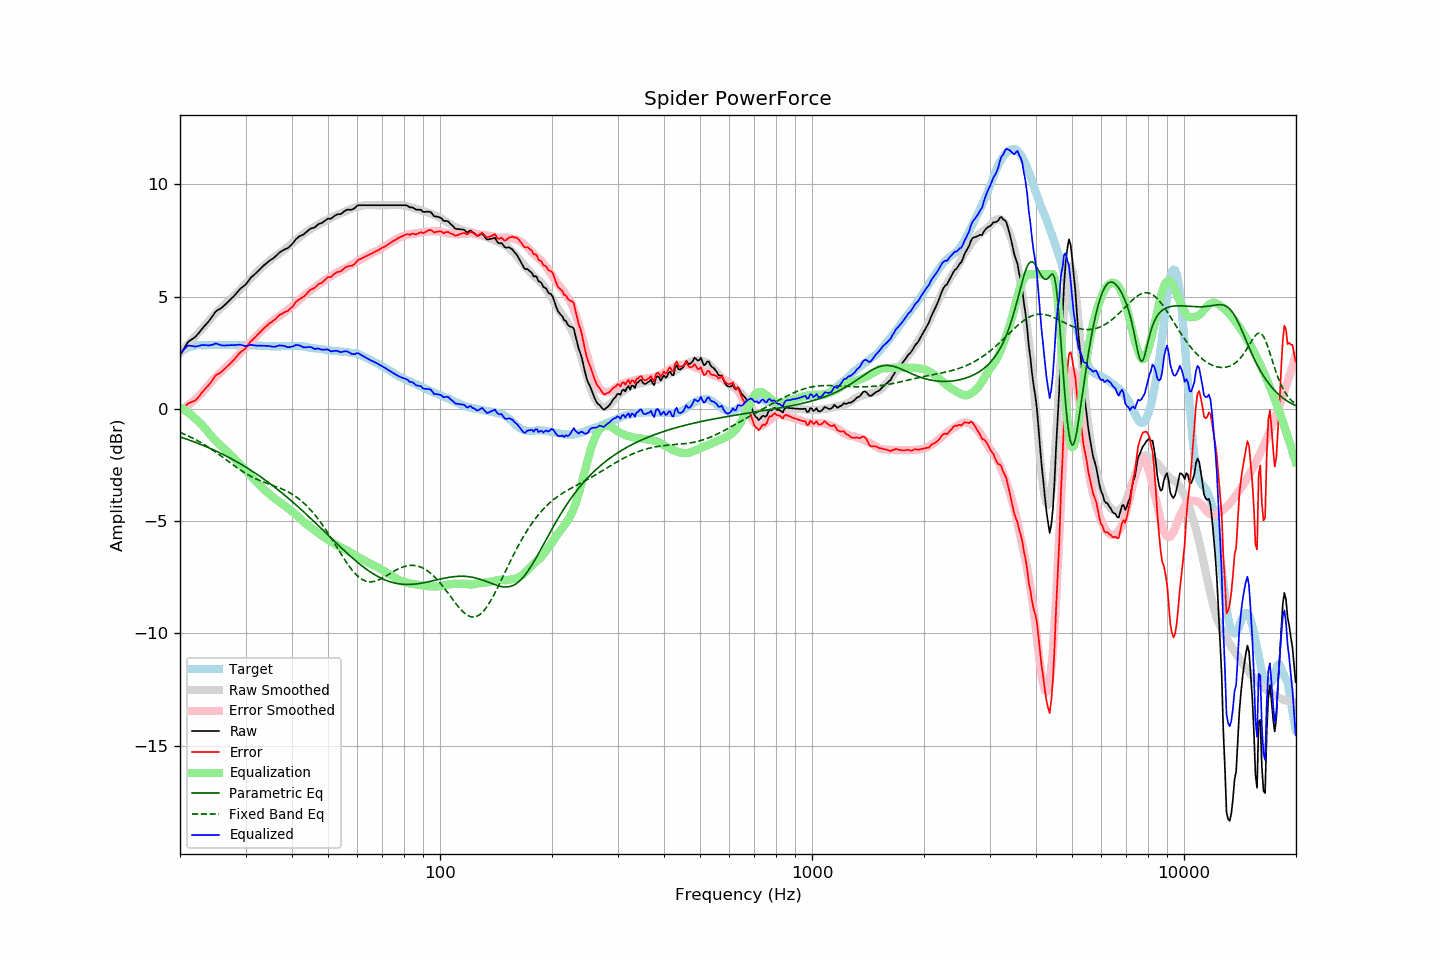 Spider PowerForce
10
5
0
−5
−10
−15
Amplitude (dBr)
Target
Raw Smoothed
Error Smoothed
Raw
Error
Equalization
Parametric Eq
Fixed Band Eq
Equalized
100
1000
10000
Frequency (Hz)